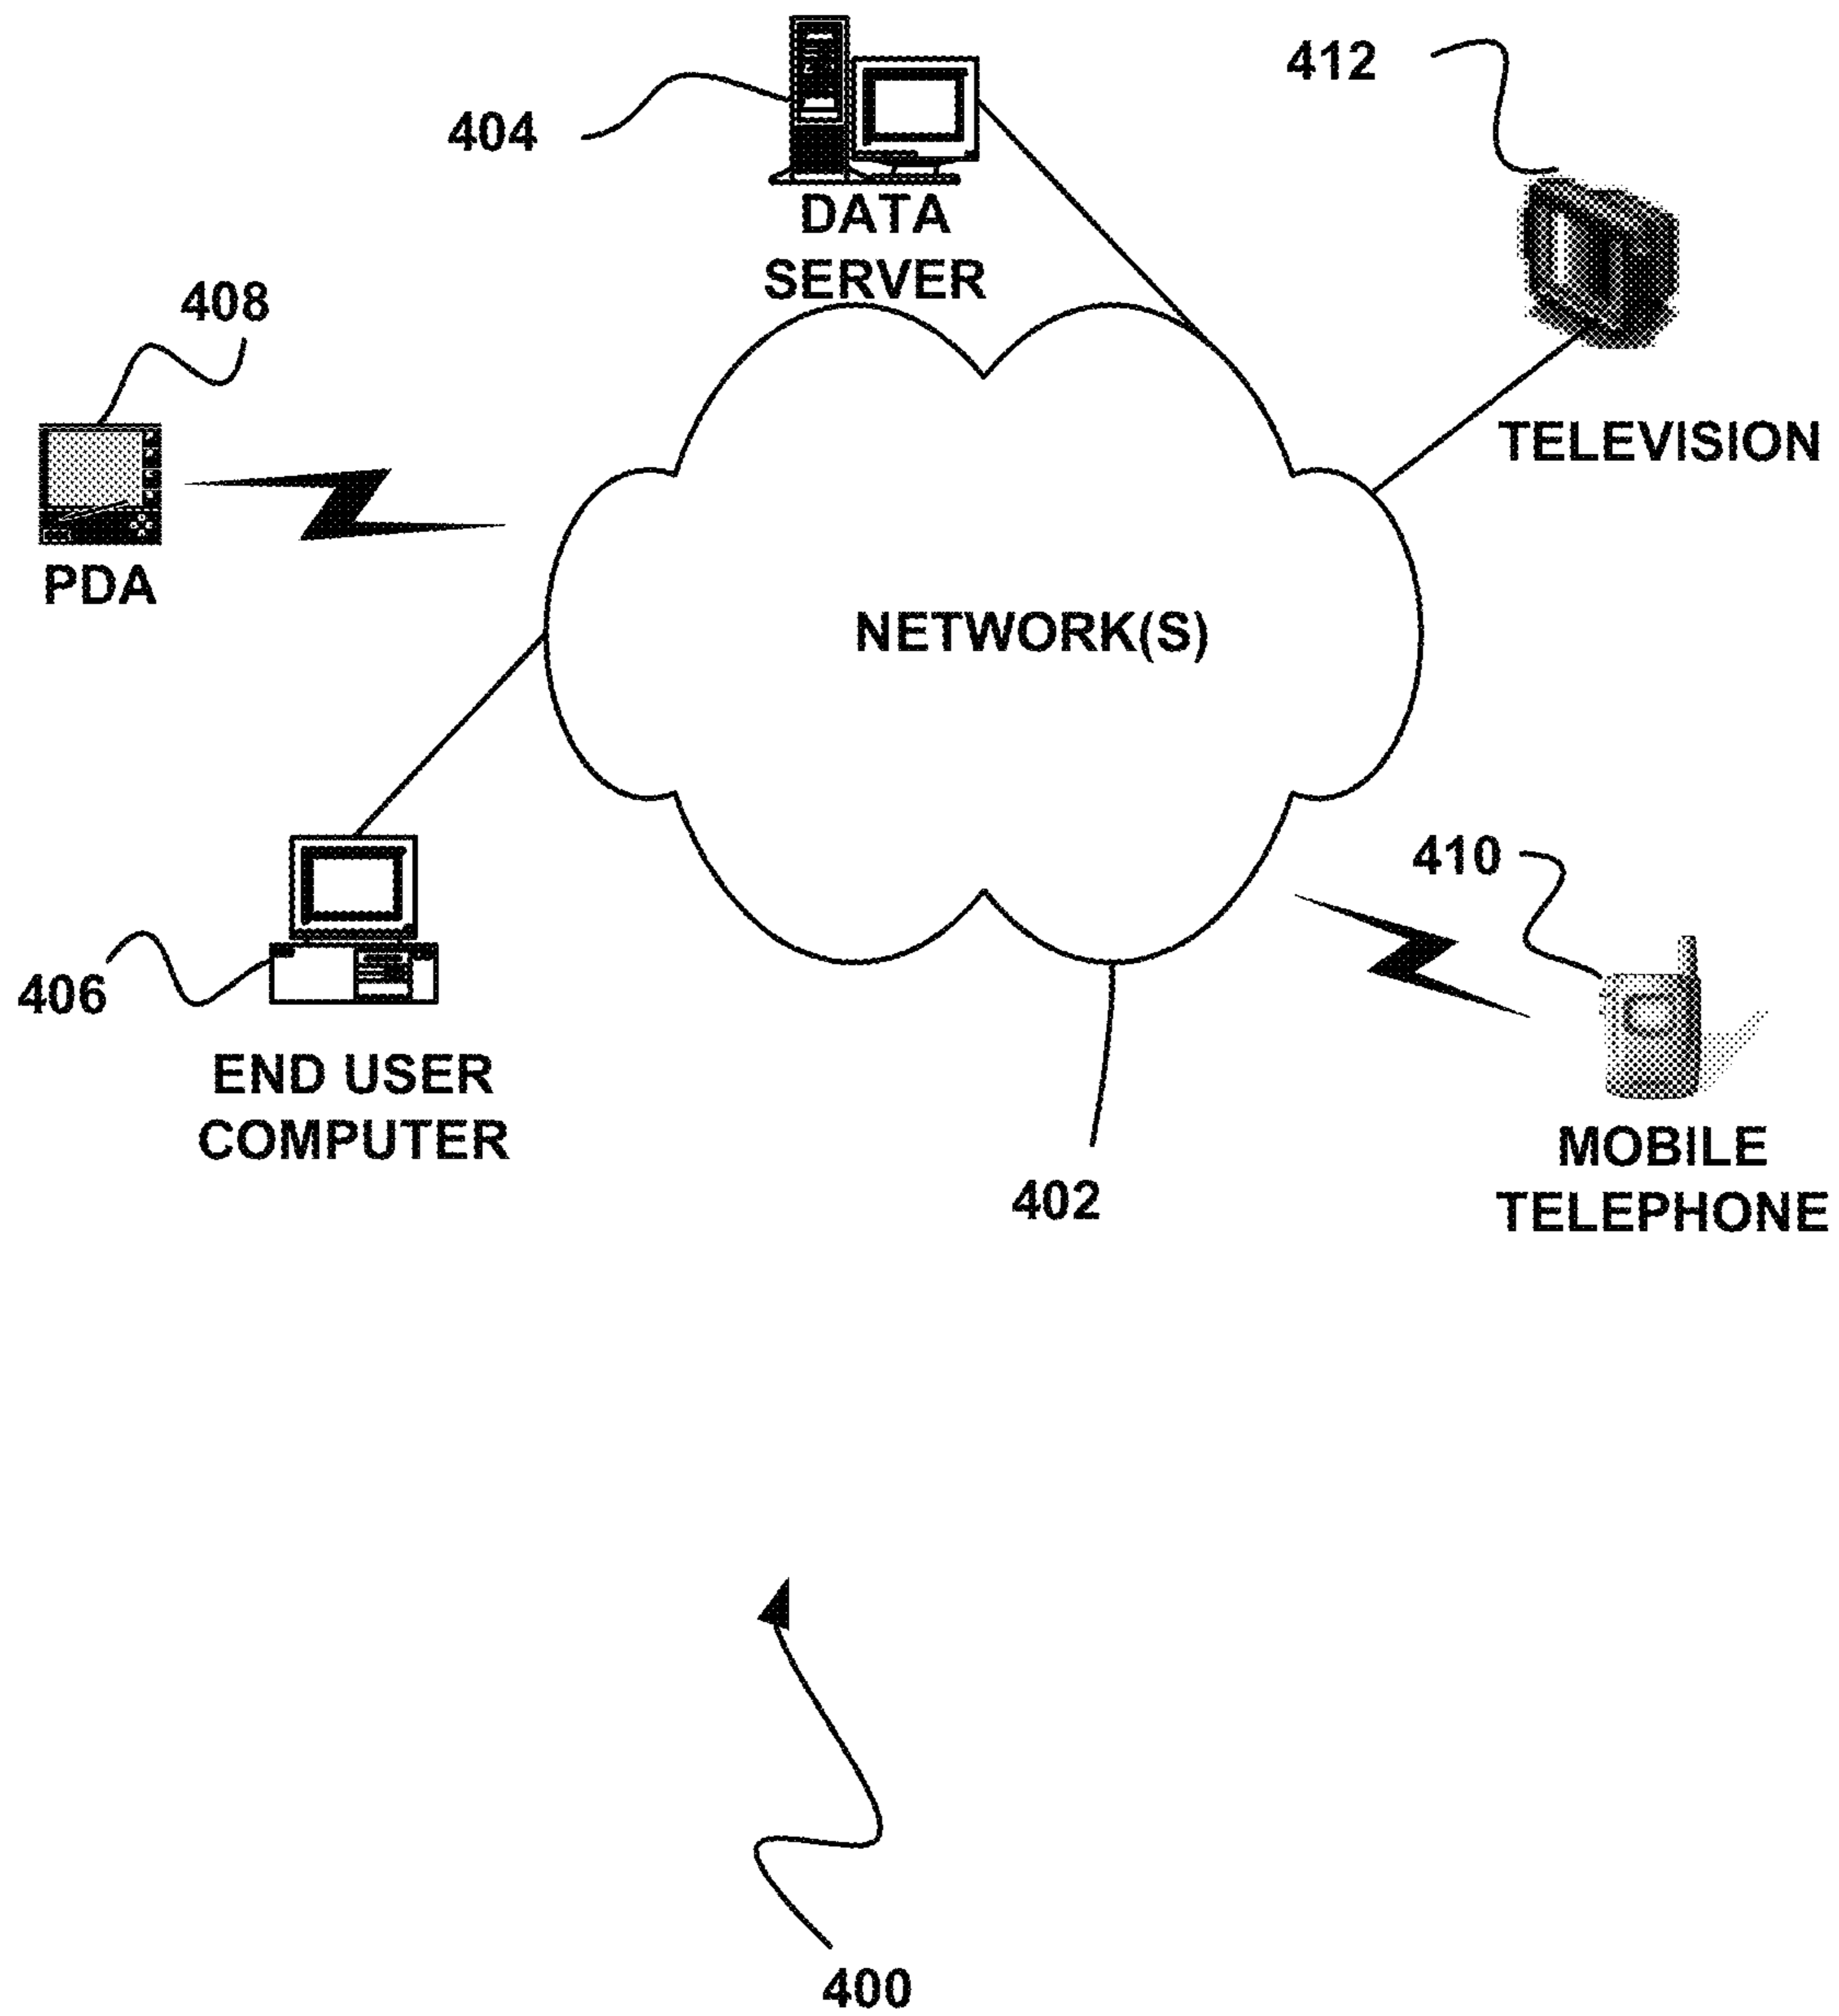 412
404
DATA
SERVER
408
TELEVISION
PDA
NETWORK(S)
410
406
END USER
COMPUTER
402
MOBILE
TELEPHONE
400